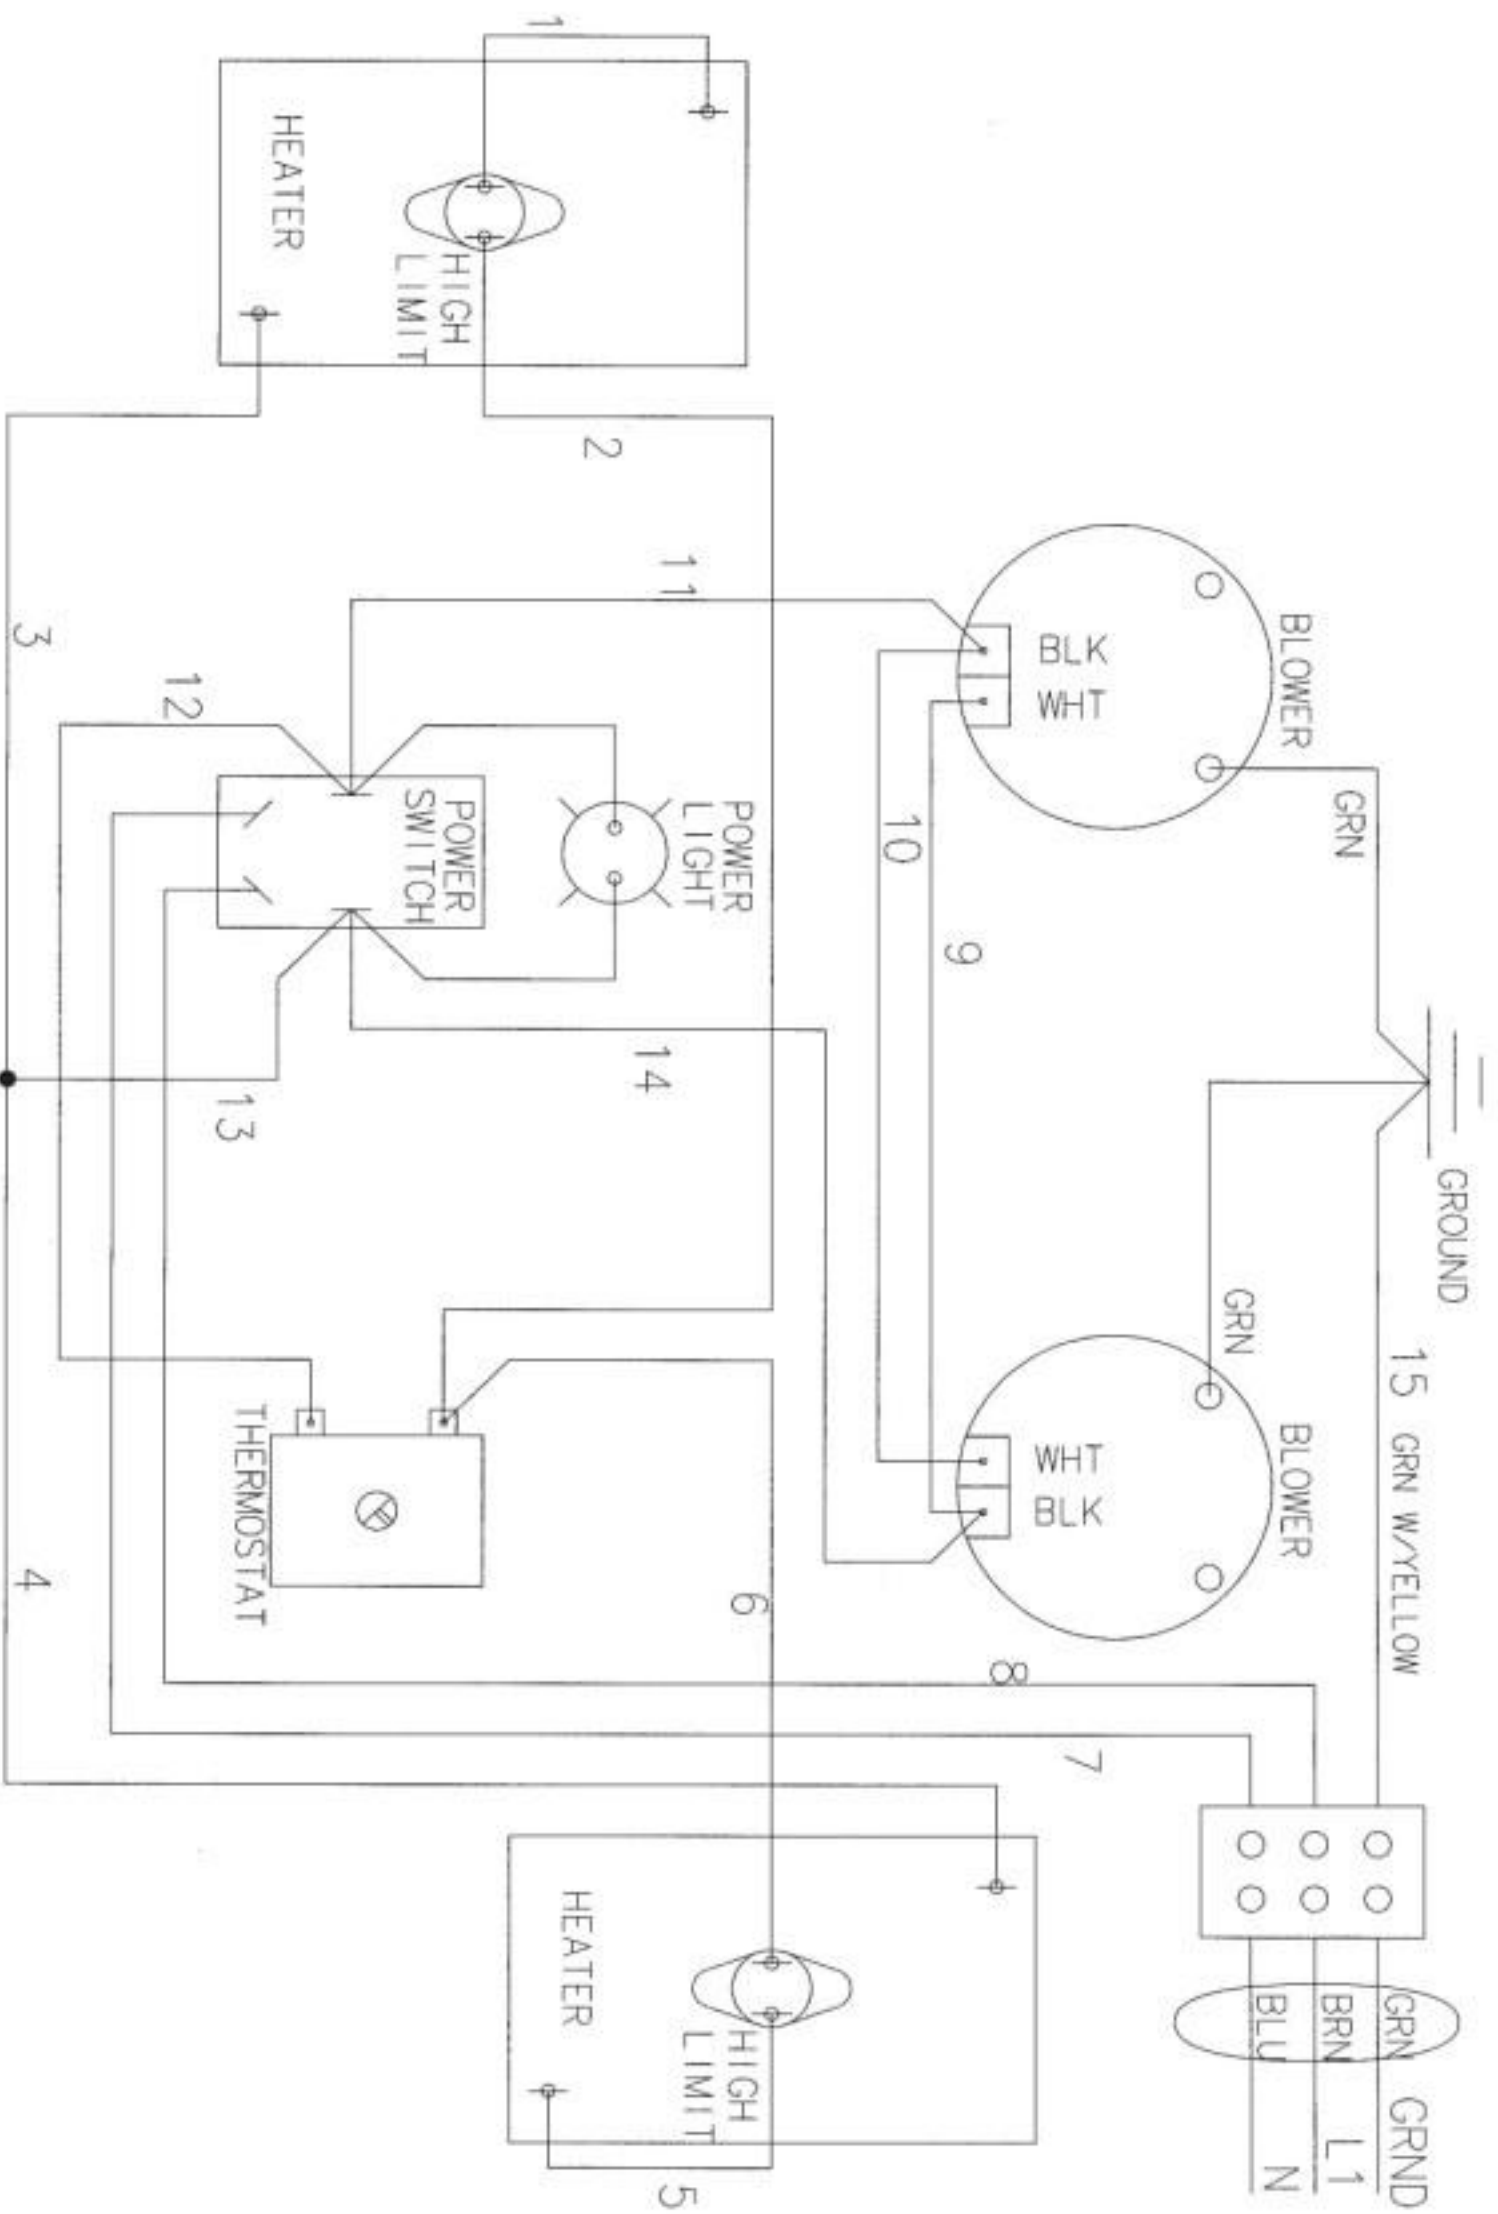 GROUND
15 GRN W/YELLOW
GRN
GRN
BLOWER
BLOWER
BLK
WHT
WHT
BLK
GRN
BRN
BLU
GRND
L1
N
9
10
8
7
11
14
POWER
LIGHT
POWER
SWITCH
12
13
2
6
1
HIGH
LIMIT
HEATER
THERMOSTAT
HIGH
LIMIT
HEATER
5
3
4